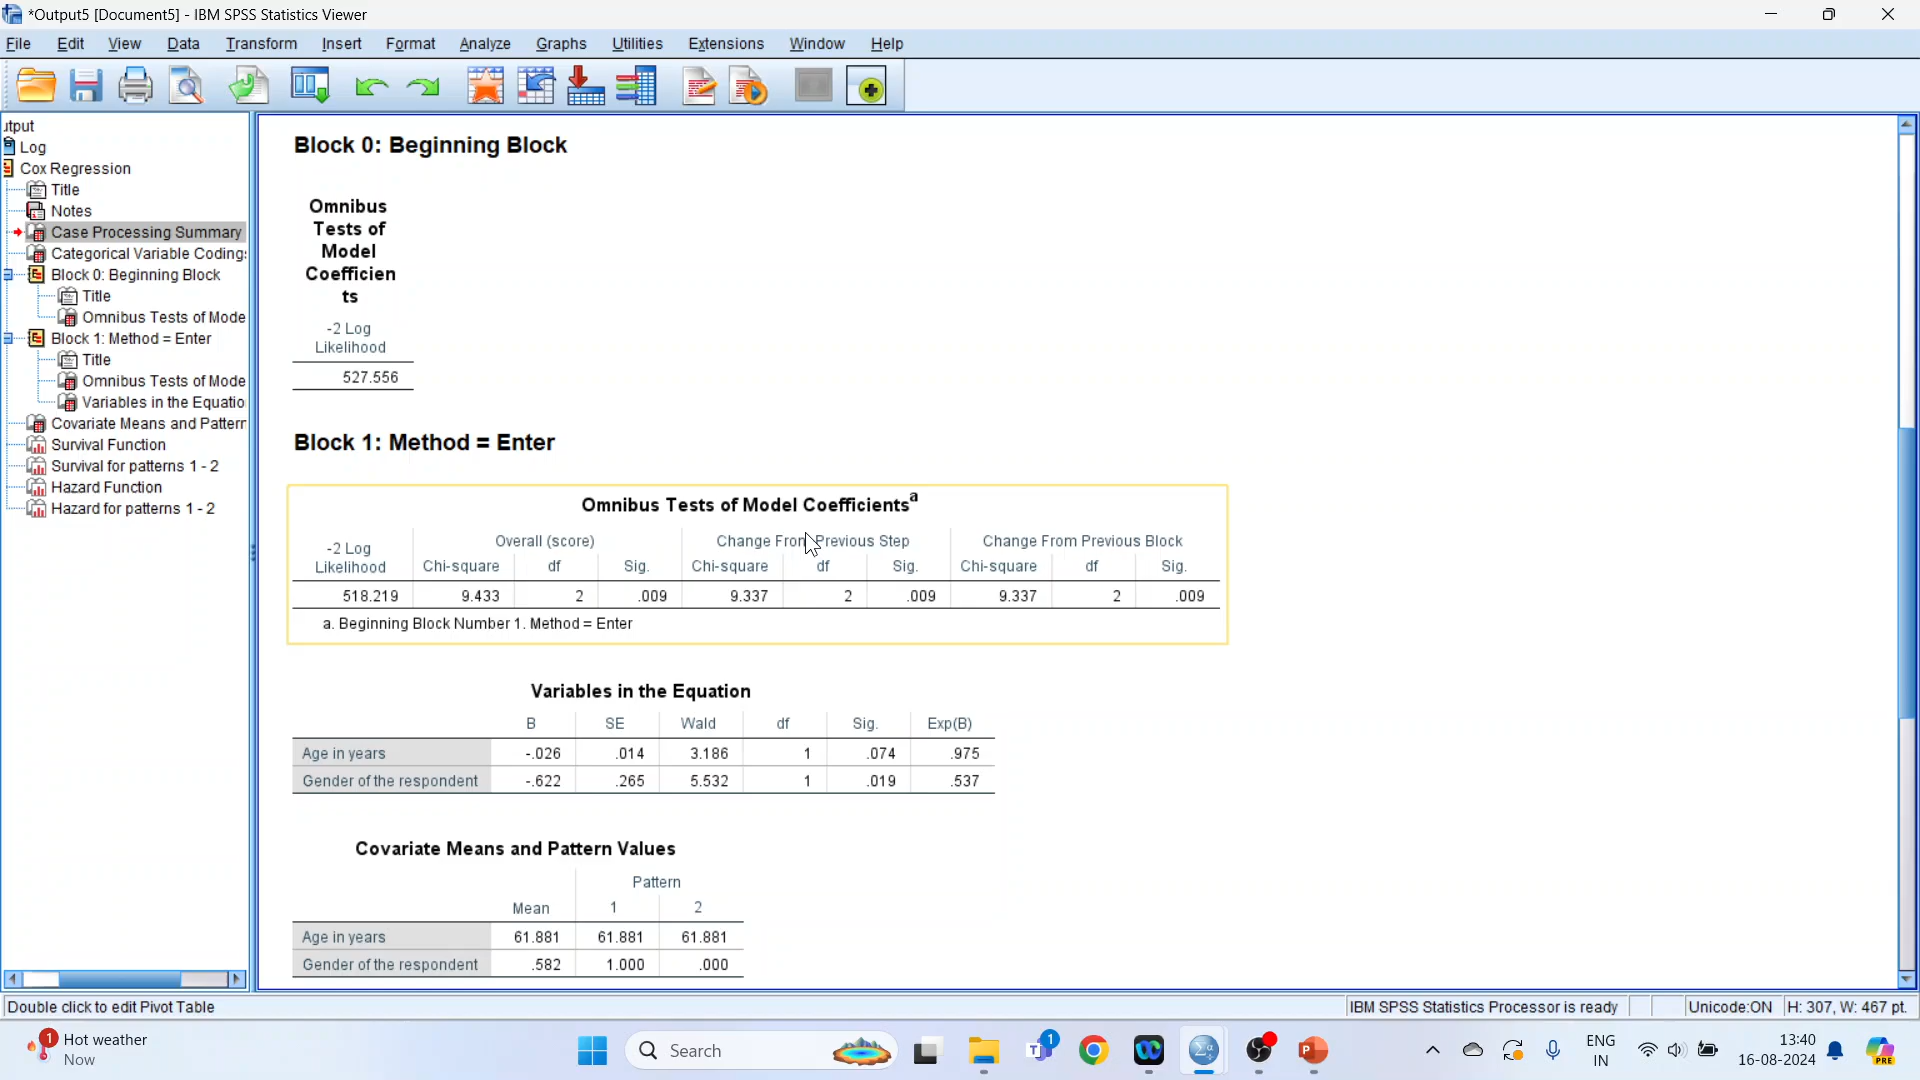 *Output5 [Document5] - IBM SPSS Statistics Viewer
File Edit View Data Transform Insert Format Analyze Graphs Utilities Extensions Window Help
Log
Cox Regression
Title
Notes
Case Processing Summary
Categorical Variable Coding
Block 0: Beginning Block
Title
Omnibus Tests of Mode
Block 1: Method = Enter
Title
Omnibus Tests of Mode
Variables in the Equatio
Covariate Means and Patter
Survival Function
Survival for patterns 1 - 2
Hazard Function
Hazard for patterns 1 - 2
Block 0: Beginning Block
Omnibus
Tests of
Model
Coefficien
ts
-2 Log
Likelihood
527.556
Block 1: Method = Enter
Omnibus Tests of Model Coefficientsa
Overall (score) Change From Previous Step Change From Previous Block
-2 Log
Likelihood Chi-square df Sig. Chi-square df Sig. Chi-square df Sig.
518.219 9.433 2 .009 9.337 2 .009 9.337 2 .009
a. Beginning Block Number 1. Method = Enter
Variables in the Equation
B SE Wald df Sig. Exp(B)
Age in years -.026 .014 3.186 1 .074 .975
Gender of the respondent -.622 .265 5.532 1 .019 .537
Covariate Means and Pattern Values
Pattern
Mean 1 2
Age in years 61.881 61.881 61.881
Gender of the respondent .582 1.000 .000
Double click to edit Pivot Table IBM SPSS Statistics Processor is ready Unicode:ON H: 307, W: 467 pt.
1 Hot weather
Now
Search
1
ENG
IN
13:40
16-08-2024
PRE